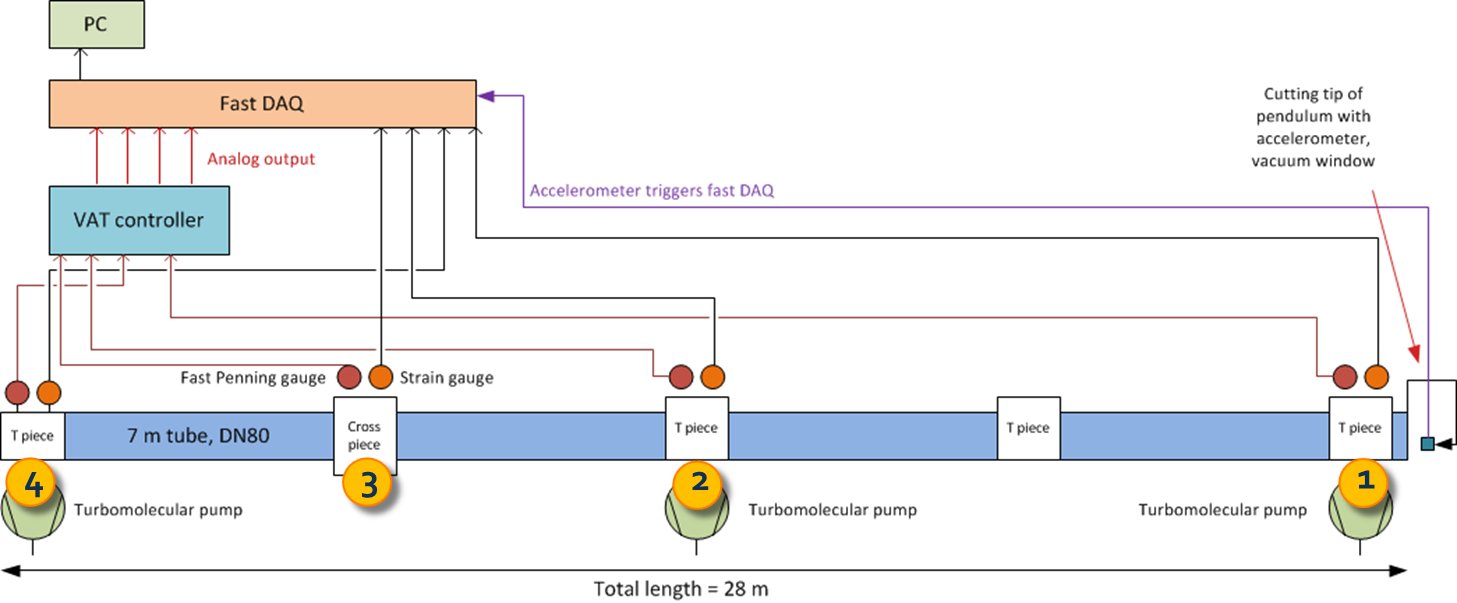 PC
Fast DAQ
Analog output
VAT controller
Accelerometer triggers fast DAQ
Cutting tip of
pendulum with
accelerometer,
vacuum window
Fast Penning gauge
Strain gauge
T piece
7 m tube, DN80
Cross
piece
T piece
T piece
T piece
4
3
2
1
Turbomolecular pump
Turbomolecular pump
Turbomolecular pump
Total length = 28 m